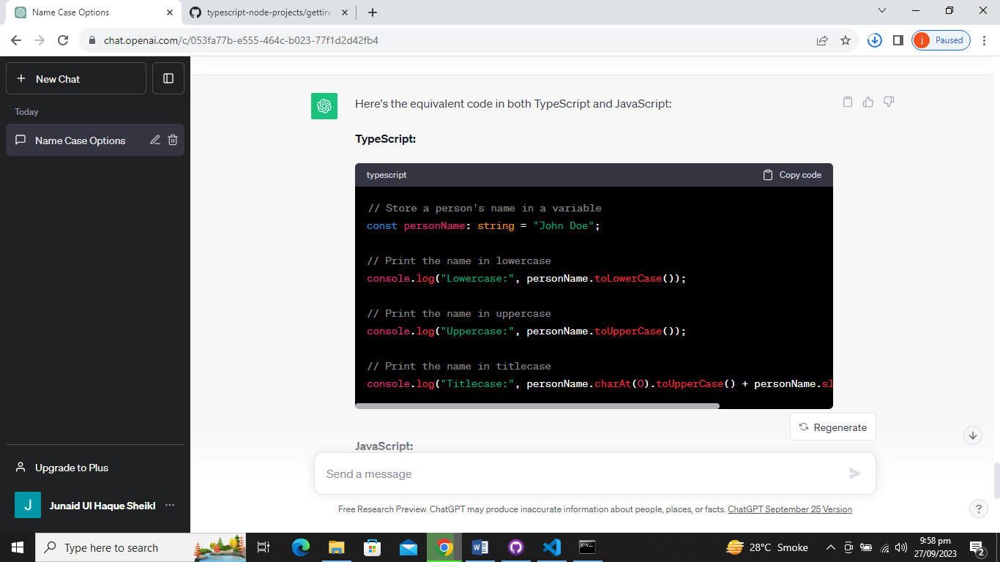 Name Case Options
typescript-node-projects/getting
chat.openai.com/c/053fa77b-e555-464c-b023-77f1d2d42fb4
j Paused
New Chat
Today
Name Case Options
Here's the equivalent code in both TypeScript and JavaScript:
TypeScript:
typescript Copy code
// Store a person's name in a variable
const personName: string = "John Doe";
// Print the name in lowercase
console.log("Lowercase:", personName.toLowerCase());
// Print the name in uppercase
console.log("Uppercase:", personName.toUpperCase());
// Print the name in titlecase
console.log("Titlecase:", personName.charAt(0).toUpperCase() + personName.sl
Regenerate
JavaScript:
Send a message
Free Research Preview. ChatGPT may produce inaccurate information about people, places, or facts. ChatGPT September 25 Version
?
Upgrade to Plus
J Junaid Ul Haque Sheikl
Type here to search
28°C Smoke
9:58 pm
27/09/2023
2